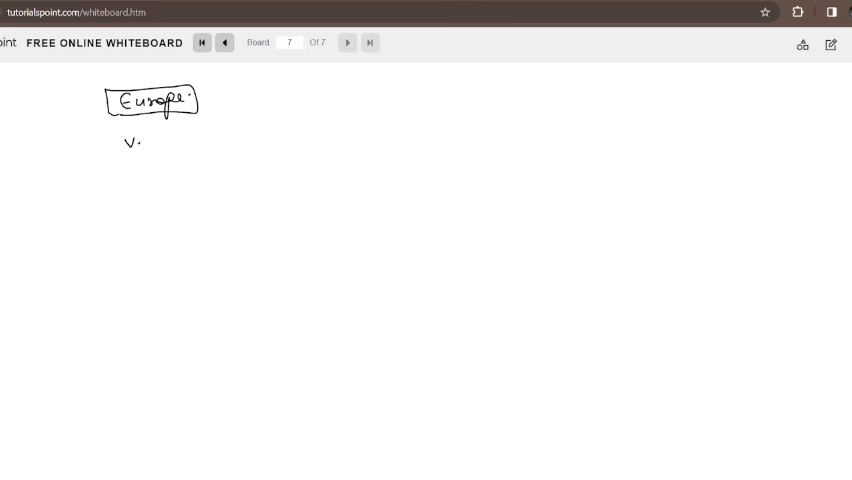 tutorialspoint.com/whiteboard.htm
oint FREE ONLINE WHITEBOARD Board 7 Of 7
Europe.
V.